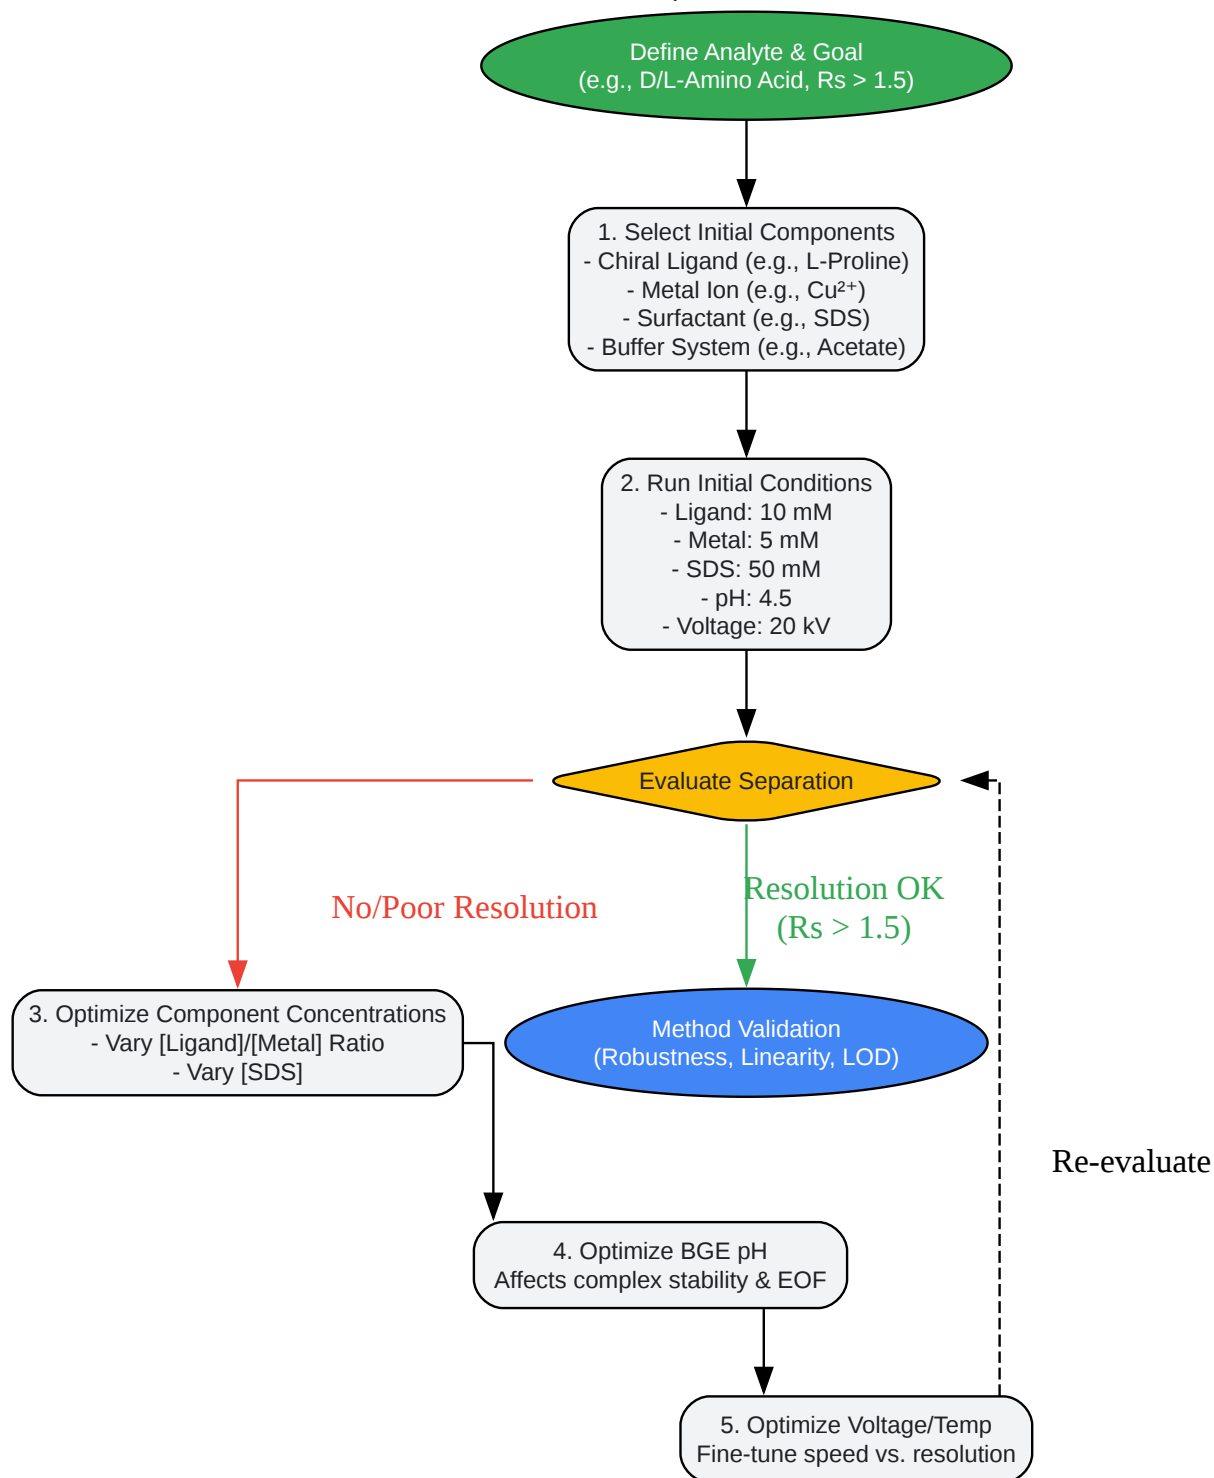 Define Analyte & Goal
(e.g., D/L-Amino Acid, Rs > 1.5)
1. Select Initial Components
- Chiral Ligand (e.g., L-Proline)
- Metal Ion (e.g., Cu²⁺)
- Surfactant (e.g., SDS)
- Buffer System (e.g., Acetate)
2. Run Initial Conditions
- Ligand: 10 mM
- Metal: 5 mM
- SDS: 50 mM
- pH: 4.5
- Voltage: 20 kV
Evaluate Separation
No/Poor Resolution
Resolution OK
(Rs > 1.5)
3. Optimize Component Concentrations
- Vary [Ligand]/[Metal] Ratio
- Vary [SDS]
Method Validation
(Robustness, Linearity, LOD)
Re-evaluate
4. Optimize BGE pH
Affects complex stability & EOF
5. Optimize Voltage/Temp
Fine-tune speed vs. resolution